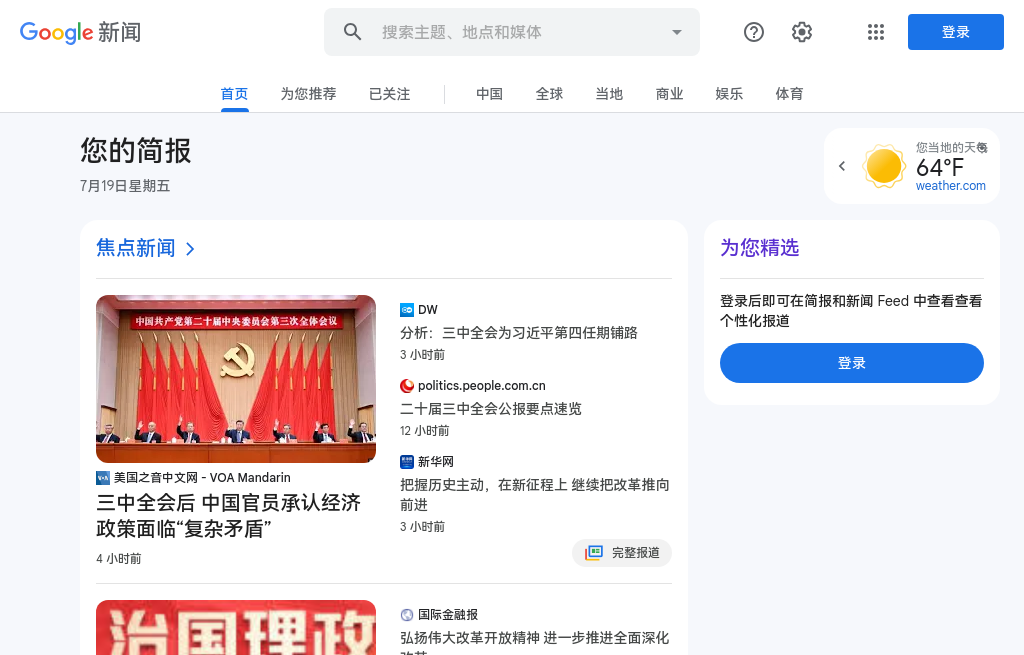 Google 新闻
搜索主题、地点和媒体
登录
首页
为您推荐
已关注
中国
全球
当地
商业
娱乐
体育
您的简报
7月19日星期五
您当地的天气
64°F
weather.com
焦点新闻
中国共产党第二十届中央委员会第三次全体会议
美国之音中文网 - VOA Mandarin
三中全会后 中国官员承认经济
政策面临“复杂矛盾”
4 小时前
DW
分析：三中全会为习近平第四任期铺路
3 小时前
politics.people.com.cn
二十届三中全会公报要点速览
12 小时前
新华网
把握历史主动，在新征程上 继续把改革推向
前进
3 小时前
完整报道
为您精选
登录后即可在简报和新闻 Feed 中查看查看
个性化报道
登录
治国理政
国际金融报
弘扬伟大改革开放精神 进一步推进全面深化
改革